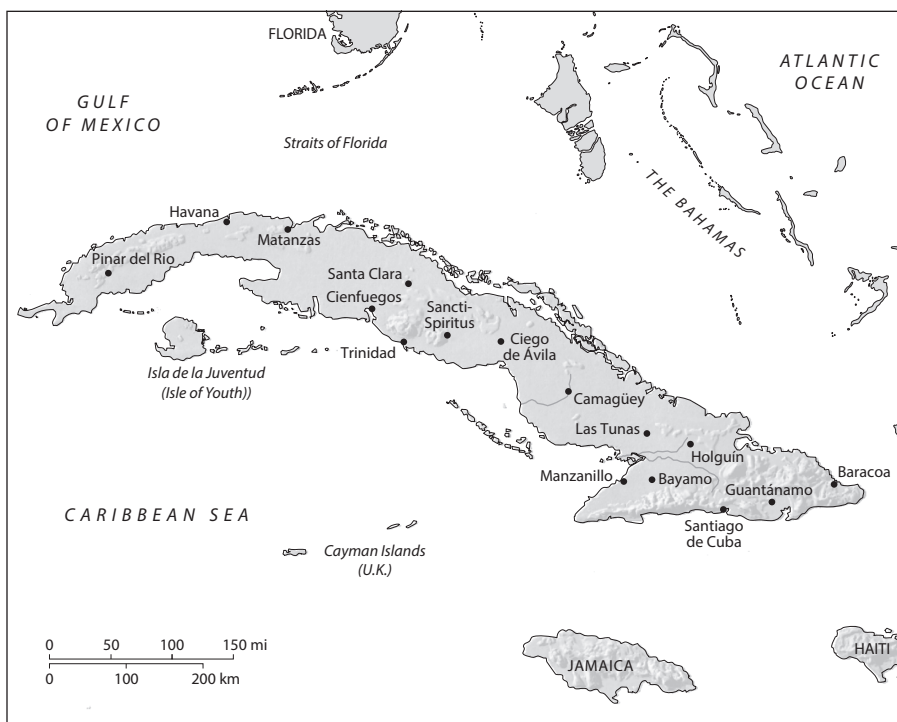 FLORIDA
ATLANTIC
OCEAN
GULF
OF MEXICO
Straits of Florida
THE BAHAMAS
Havana
Matanzas
Pinar del Rio
Santa Clara
Cienfuegos
Sancti-
Spiritus
Trinidad
Ciego
de Ávila
Isla de la Juventud
(Isle of Youth))
Camagüey
Las Tunas
Holguín
Manzanillo
Bayamo
Guantánamo
Baracoa
Santiago
de Cuba
CARIBBEAN SEA
Cayman Islands
(U.K.)
0 50 100 150 mi
0 100 200 km
JAMAICA
HAITI